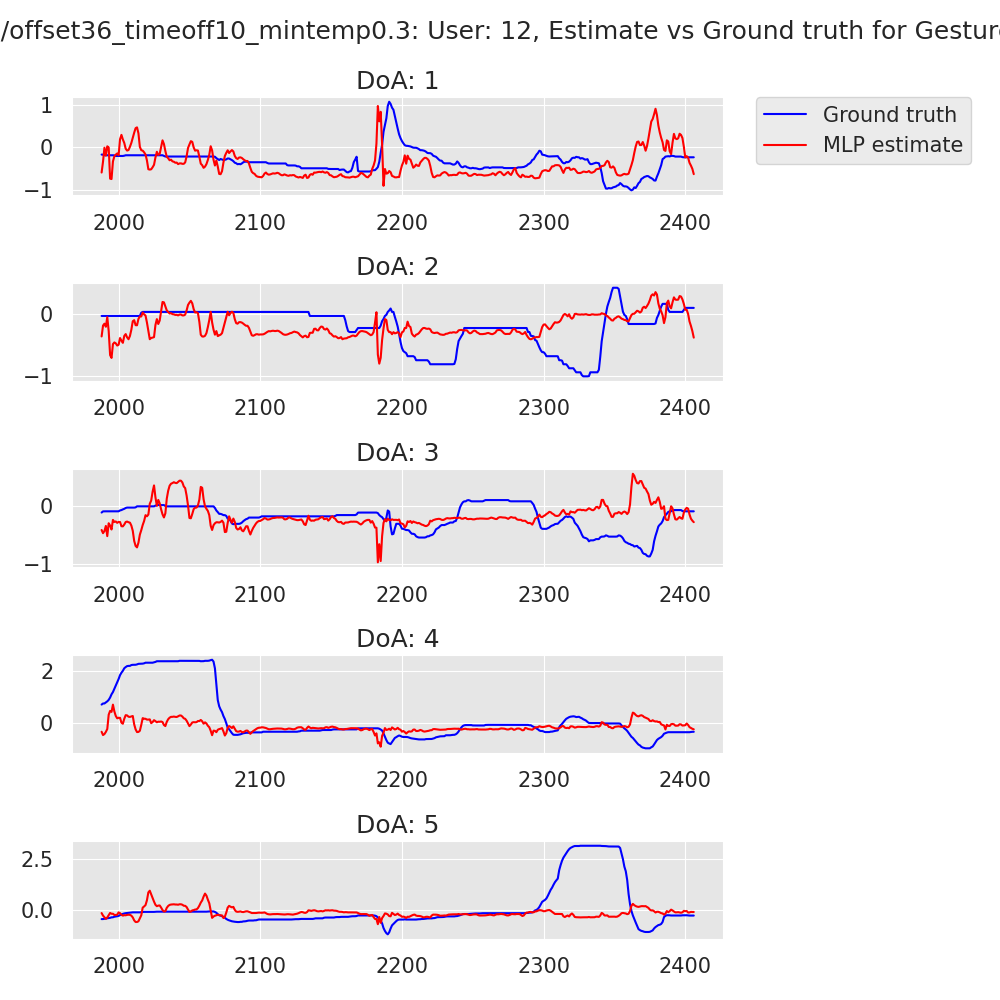 /offset36_timeoff10_mintemp0.3: User: 12, Estimate vs Ground truth for Gesture
DoA: 1
Ground truth
MLP estimate
1
0
−1
2000 2100 2200 2300 2400
DoA: 2
0
−1
2000 2100 2200 2300 2400
DoA: 3
0
−1
2000 2100 2200 2300 2400
DoA: 4
2
0
2000 2100 2200 2300 2400
DoA: 5
2.5
0.0
2000 2100 2200 2300 2400